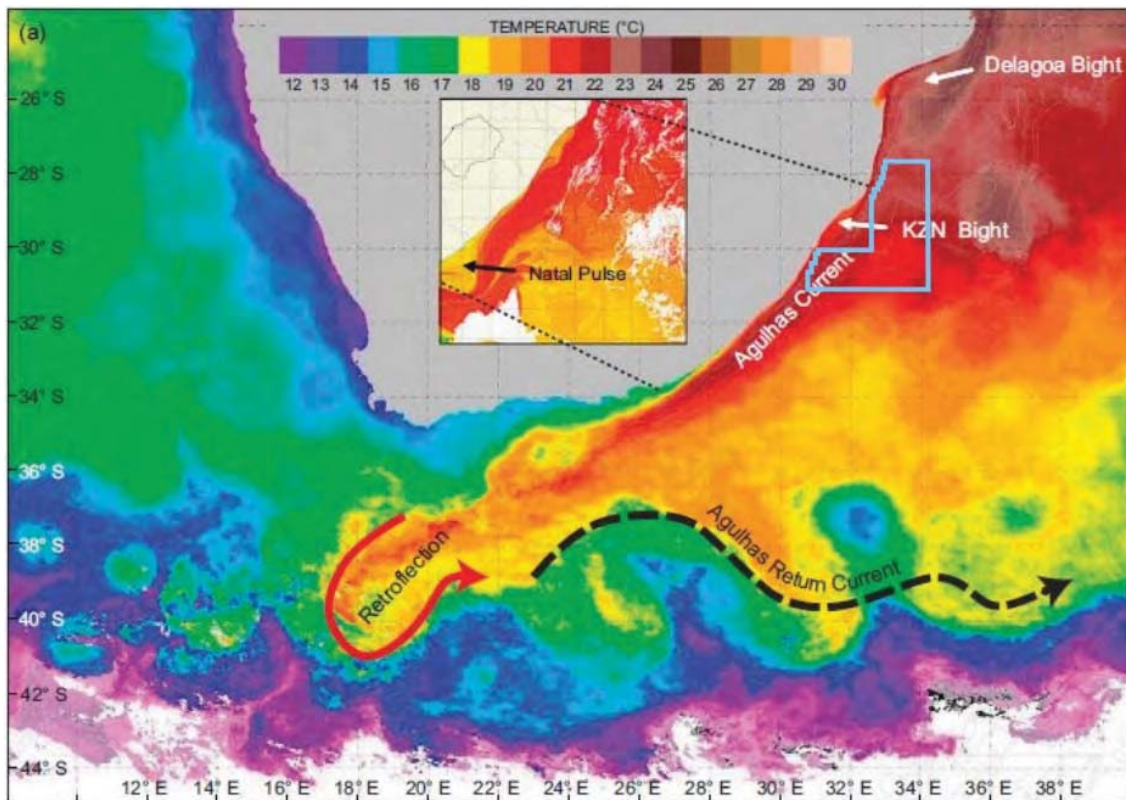 (a)
TEMPERATURE (°C)
12 13 14 15 16 17 18 19 20 21 22 23 24 25 26 27 28 29 30
Delagoa Bight
26° S
28° S
KZN Bight
30° S
Natal Pulse
Agulhas Current
32° S
34° S
36° S
38° S
Retroflection
Agulhas Return Current
40° S
42° S
44° S
12 E 14 E 16 E 18 E 20 E 22 E 24 E 26 E 28 E 30 E 32 E 34 E 36 E 38 E